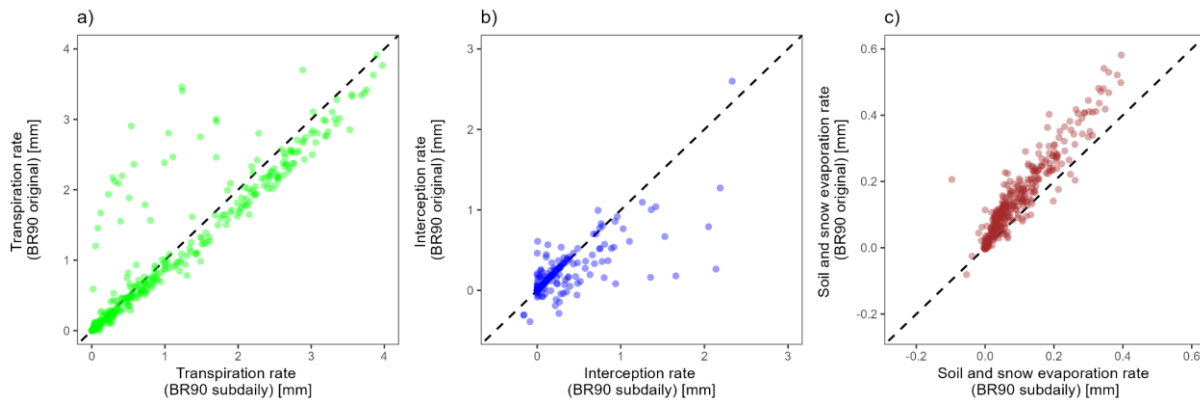 a)
Transpiration rate
(BR90 original) [mm]
4
3
2
1
0
0 1 2 3 4
Transpiration rate
(BR90 subdaily) [mm]
b)
Interception rate
(BR90 original) [mm]
3
2
1
0
0 1 2 3
Interception rate
(BR90 subdaily) [mm]
c)
Soil and snow evaporation rate
(BR90 original) [mm]
0.6
0.4
0.2
0.0
-0.2
-0.2 0.0 0.2 0.4 0.6
Soil and snow evaporation rate
(BR90 subdaily) [mm]